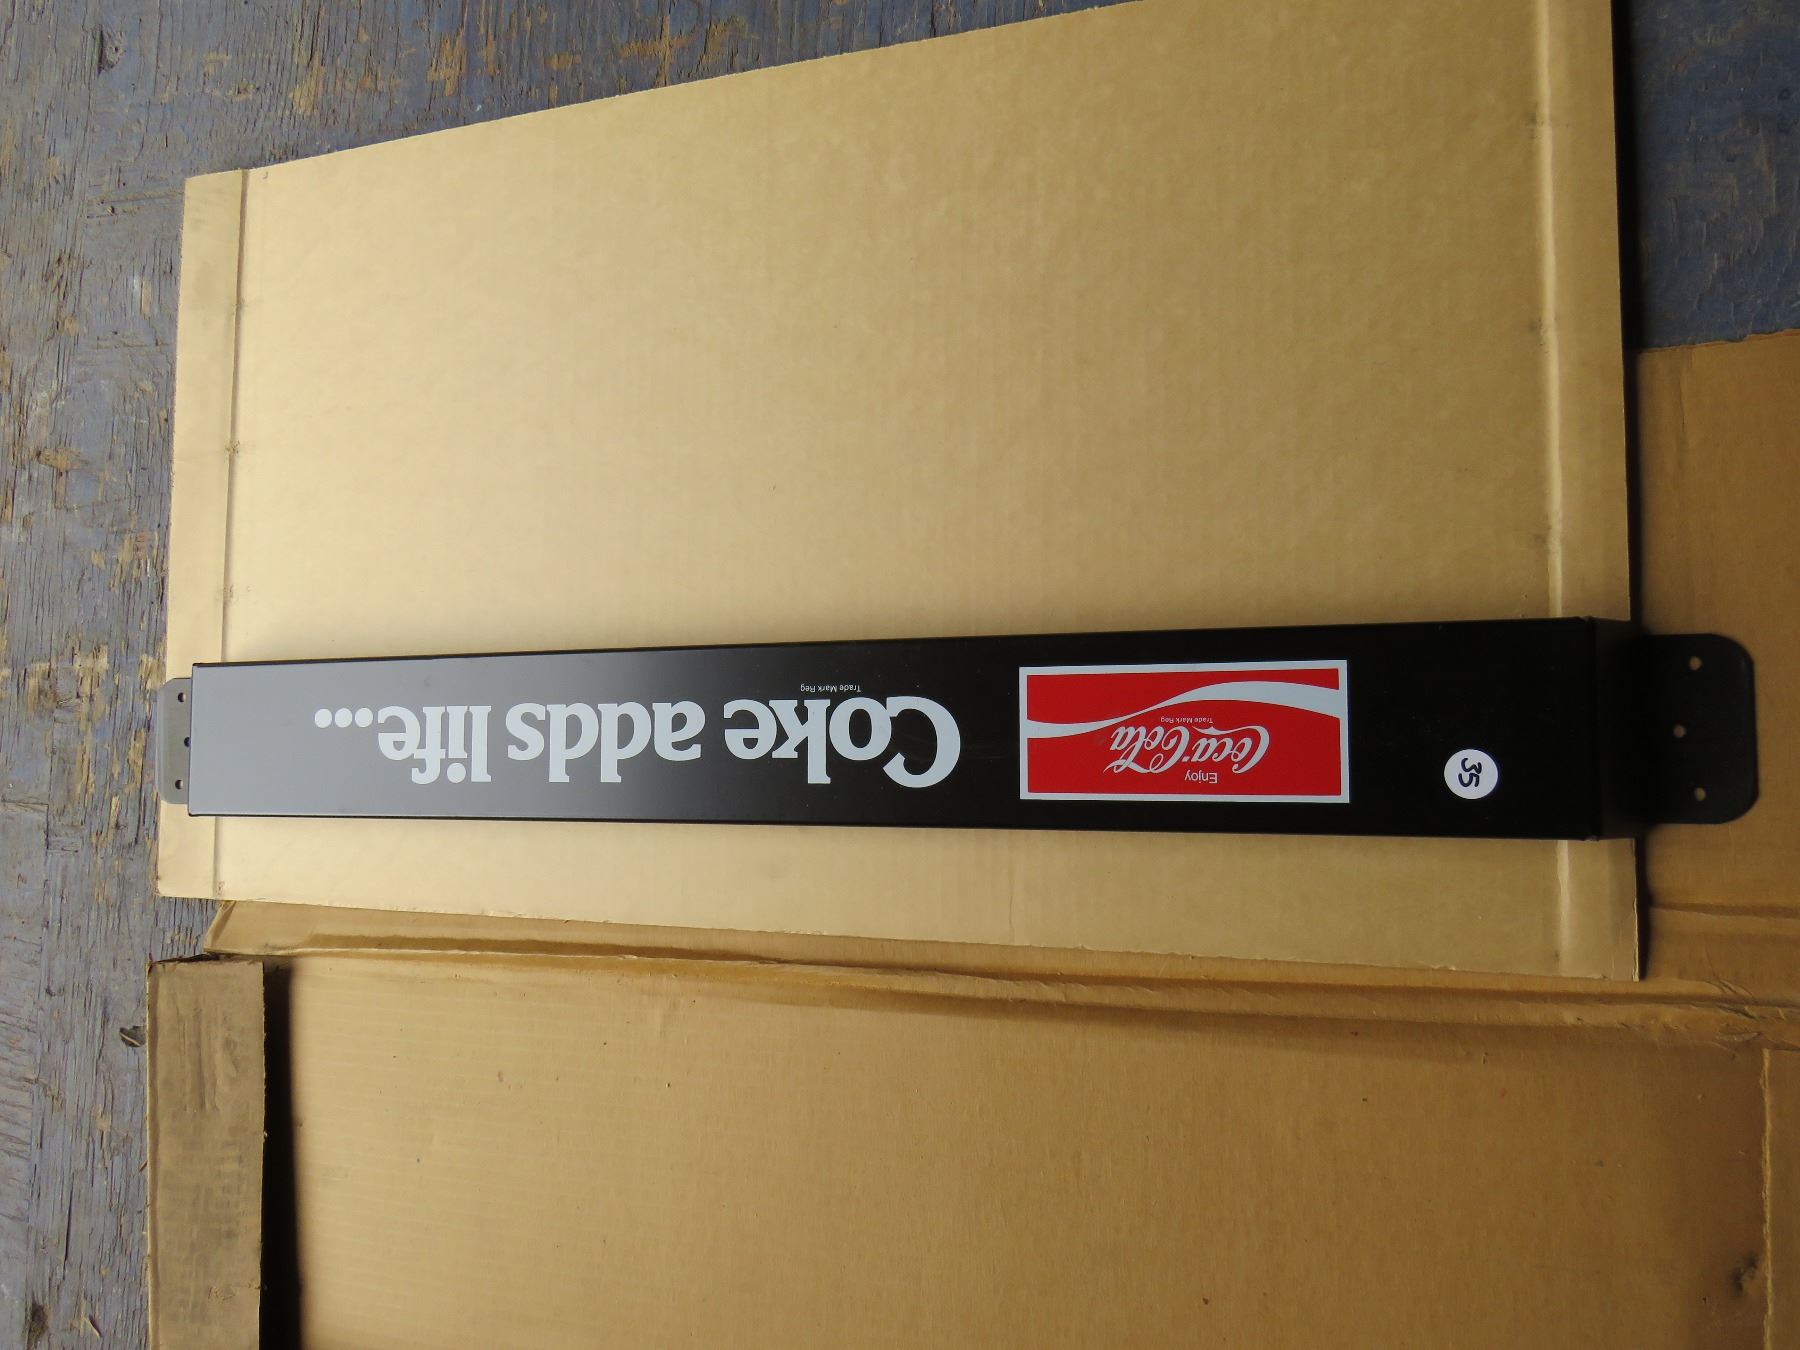 35
Enjoy
Coca-Cola
Trade Mark Reg
Coke adds life...
Trade Mark Reg